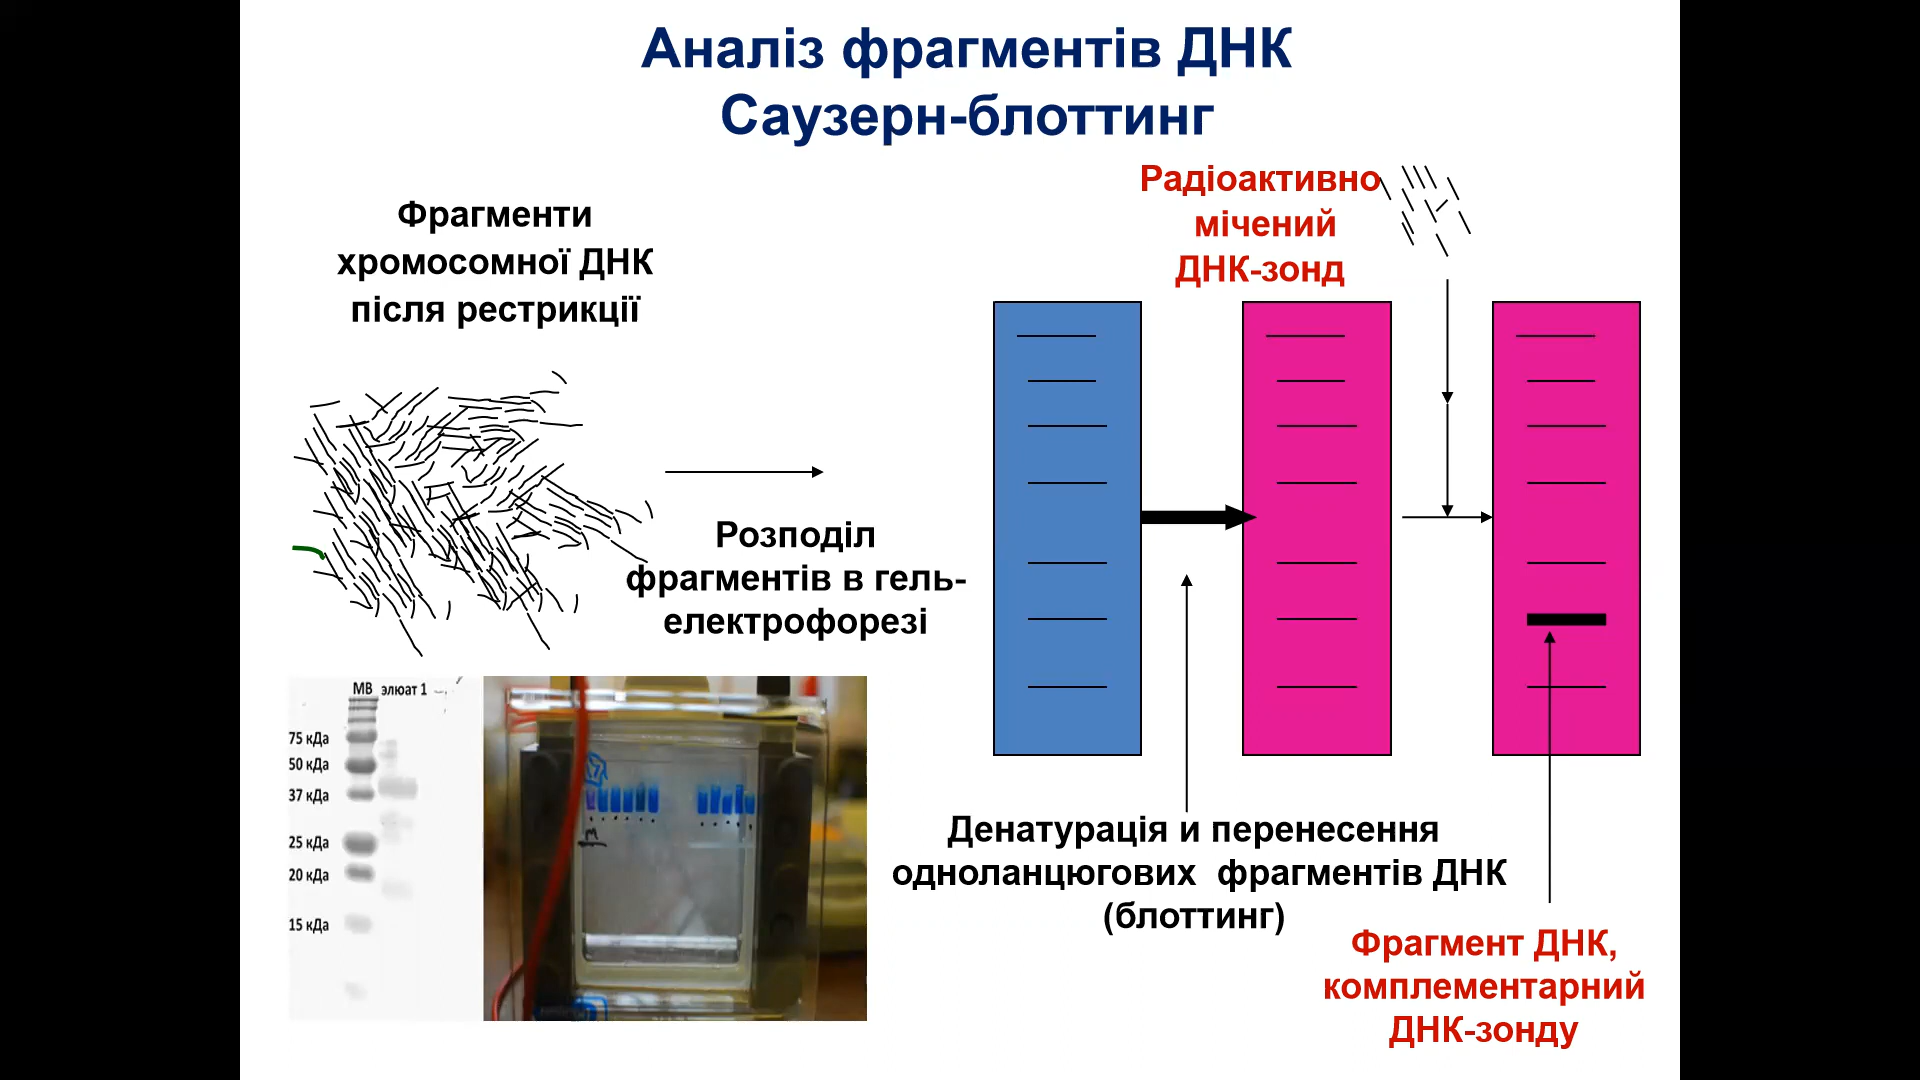 Аналіз фрагментів ДНК
Саузерн-блоттинг
Фрагменти
хромосомної ДНК
після рестрикції
Розподіл
фрагментів в гель-
електрофорезі
Радіоактивно
мічений
ДНК-зонд
Денатурація и перенесення
одноланцюгових фрагментів ДНК
(блоттинг)
Фрагмент ДНК,
комплементарний
ДНК-зонду
МВ элюат 1
75 кДа
50 кДа
37 кДа
25 кДа
20 кДа
15 кДа